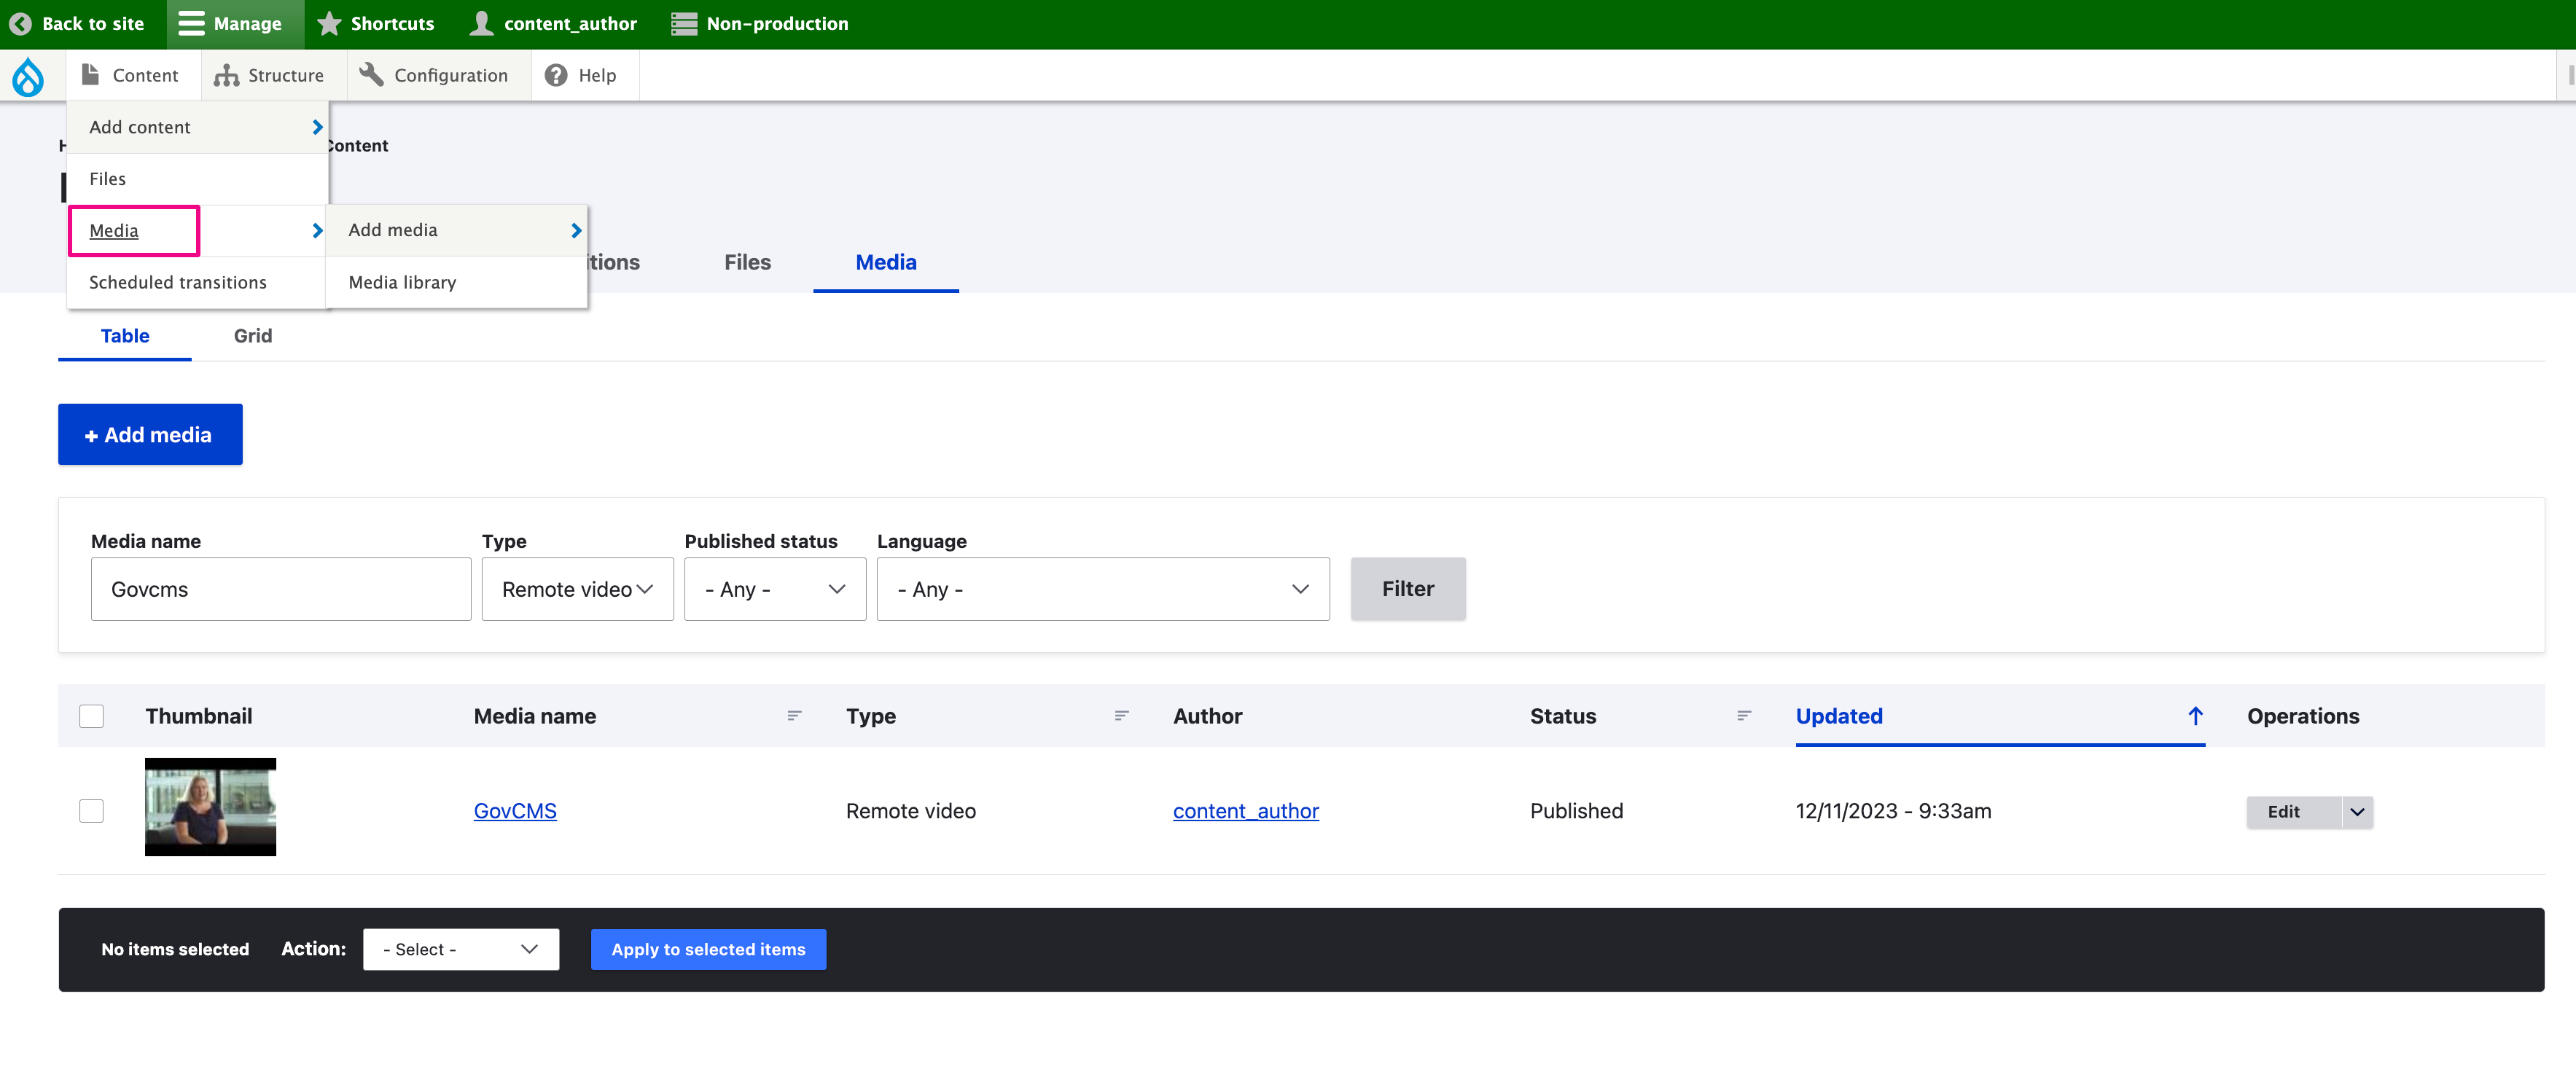 Back to site Manage Shortcuts content_author Non-production
Content Structure Configuration Help
Add content
Content
Files
Media Add media
Scheduled transitions Media library
Files Media
Table Grid
+ Add media
Media name Type Published status Language
Govcms Remote video - Any - - Any - Filter
Thumbnail Media name Type Author Status Updated Operations
GovCMS Remote video content_author Published 12/11/2023 - 9:33am Edit
No items selected Action: - Select - Apply to selected items